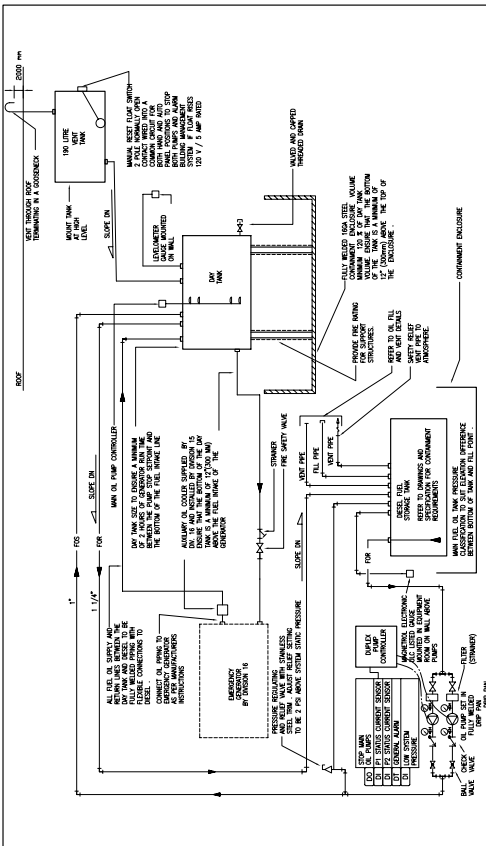 2000 MM
VENT THROUGH ROOF
TERMINATING IN A GOOSENECK
ROOF
190 LITRE
VENT
TANK
MOUNT TANK
AT HIGH
LEVEL
MANUAL RESET FLOAT SWITCH
2 POLE NORMALLY OPEN
CONTACT WIRED INTO A
COMMON CIRCUIT FOR
BOTH HAND AND AUTO
PANEL POSITIONS TO STOP
BOTH PUMPS AND ALARM
BUILDING MANAGEMENT
SYSTEM IF FLOAT RISES
120 V / 5 AMP RATED
SLOPE DN
LEVELOMETER
GAUGE MOUNTED
ON WALL
VALVED AND CAPPED
THREADED DRAIN
DAY
TANK
FULLY WELDED 16GA STEEL
CONTAINMENT ENCLOSURE VOLUME
MINIMUM 120 % OF DAY TANK
VOLUME. ENSURE THAT THE BOTTOM
OF THE TANK IS A MINIMUM OF
12" (300mm) ABOVE THE TOP OF
THE ENCLOSURE .
PROVIDE FIRE RATING
FOR SUPPORT
STRUCTURES.
FOS
SLOPE DN
FOR
1"
1 1/4"
MAIN OIL PUMP CONTROLLER
DAY TANK SIZE TO ENSURE A MINIMUM
OF 2 HOURS OF GENERATOR RUN TIME
BETWEEN THE PUMP STOP SETPOINT AND
THE BOTTOM OF THE FUEL INTAKE LINE
AUXILIARY OIL COOLER SUPPLIED BY
DIV. 16 AND INSTALLED BY DIVISION 15
ENSURE THAT THE BOTTOM OF THE DAY
TANK IS A MINIMUM OF 12"(300 MM)
ABOVE THE FUEL INTAKE OF THE
GENERATOR
STRAINER
FIRE SAFETY VALVE
ALL FUEL OIL SUPPLY AND
RETURN LINES BETWEEN THE
DAY TANK AND DIESEL TO BE
FULLY WELDED PIPING WITH
FLEXIBLE CONNECTIONS TO
DIESEL
CONNECT OIL PIPING TO
EMERGENCY GENERATOR
AS PER MANUFACTURERS
INSTRUCTIONS
EMERGENCY
GENERATOR
BY DIVISION 16
SLOPE DN
PRESSURE REGULATING
AND RELIEF VALVE WITH STAINLESS
STEEL TRIM . ADJUST RELIEF SETTING
TO BE 2 PSI ABOVE SYSTEM STATIC PRESSURE
VENT PIPE
FILL PIPE
VENT PIPE
REFER TO OIL FILL
AND VENT DETAILS
SAFETY RELIEF
VENT PIPE TO
ATMOSPHERE.
CONTAINMENT ENCLOSURE
DIESEL FUEL
STORAGE TANK
REFER TO DRAWINGS AND
SPECIFICATION FOR CONTAINMENT
REQUIREMENTS
MAIN FUEL OIL TANK PRESSURE
CLASSIFICATION TO SUIT ELEVATION DIFFERENCE
BETWEEN BOTTOM OF TANK AND FILL POINT .
FOR
MAGNETROL ELECTRONIC
ULC LISTED GAUGE
MOUNTED IN EQUIPMENT
ROOM ON WALL ABOVE
PUMPS
DUPLEX
PUMP
CONTROLLER
STOP MAIN
DO OIL PUMPS
DI P1 STATUS CURRENT SENSOR
DI P2 STATUS CURRENT SENSOR
DT GENERAL ALARM
DI LOW SYSTEM
PRESSURE
FILTER
(STRAINER)
OIL PUMP SET IN
FULLY WELDED
DRIP PAN
CHECK
VALVE
BALL
VALVE